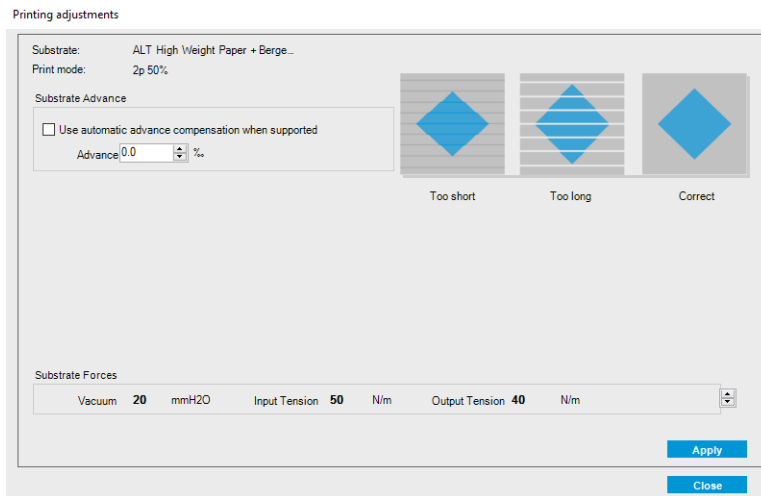 Printing adjustments
Substrate: ALT High Weight Paper + Berge...
Print mode: 2p 50%
Substrate Advance
Use automatic advance compensation when supported
Advance 0.0 ‰
Too short Too long Correct
Substrate Forces
Vacuum 20 mmH2O Input Tension 50 N/m Output Tension 40 N/m
Apply
Close